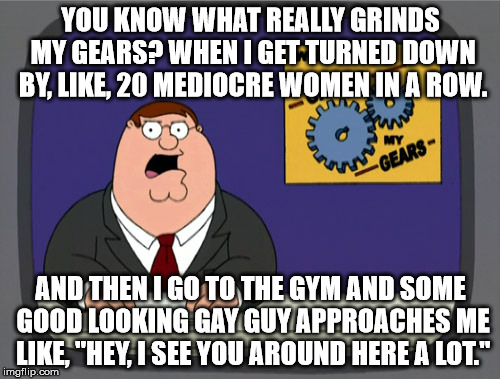 YOU KNOW WHAT REALLY GRINDS
MY GEARS? WHEN I GET TURNED DOWN
BY, LIKE, 20 MEDIOCRE WOMEN IN A ROW.
MY
GEARS
AND THEN I GO TO THE GYM AND SOME
GOOD LOOKING GAY GUY APPROACHES ME
LIKE, "HEY, I SEE YOU AROUND HERE A LOT."
imgflip.com